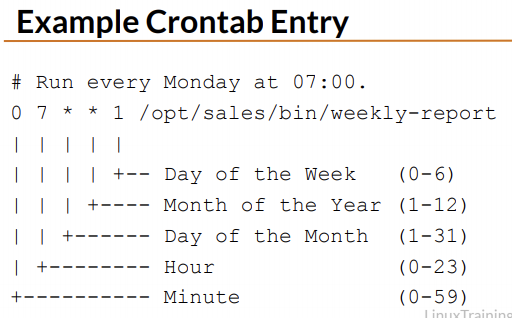 Example Crontab Entry
# Run every Monday at 07:00.
0 7 * * 1 /opt/sales/bin/weekly-report
| | | | |
| | | | +-- Day of the Week   (0-6)
| | | +---- Month of the Year (1-12)
| | +------ Day of the Month  (1-31)
| +-------- Hour              (0-23)
+---------- Minute            (0-59)
LinuxTraining